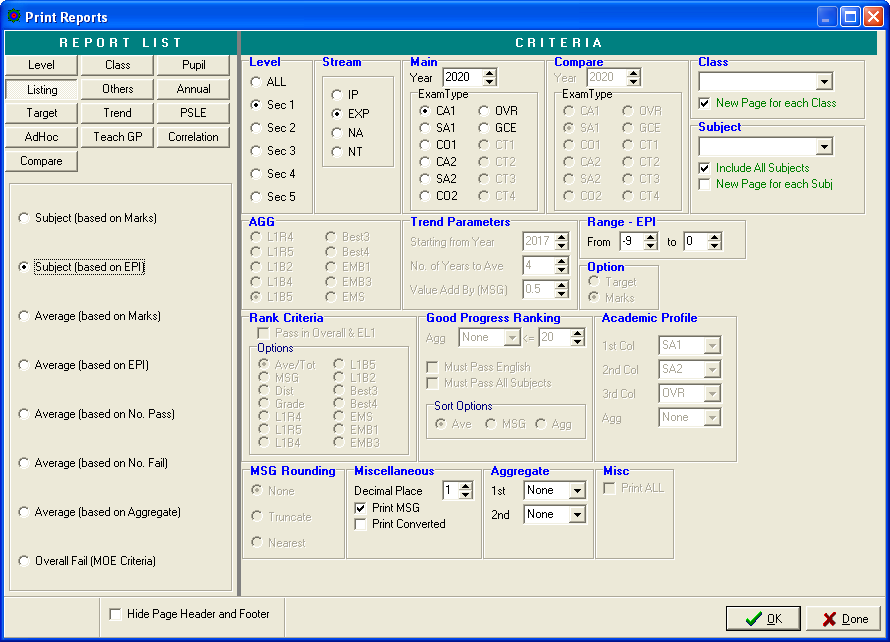 Print Reports
REPORT LIST
CRITERIA
Level Class Pupil
Listing Others Annual
Target Trend PSLE
AdHoc Teach GP Correlation
Compare
Subject (based on Marks)
Subject (based on EPI)
Average (based on Marks)
Average (based on EPI)
Average (based on No. Pass)
Average (based on No. Fail)
Average (based on Aggregate)
Overall Fail (MOE Criteria)
Level
ALL
Sec 1
Sec 2
Sec 3
Sec 4
Sec 5
Stream
IP
EXP
NA
NT
Main
Year 2020
ExamType
CA1 OVR
SA1 GCE
CO1 CT1
CA2 CT2
SA2 CT3
CO2 CT4
Compare
Year 2020
ExamType
CA1 OVR
SA1 GCE
CO1 CT1
CA2 CT2
SA2 CT3
CO2 CT4
Class
New Page for each Class
Subject
Include All Subjects
New Page for each Subj
AGG
L1R4 Best3
L1R5 Best4
L1B2 EMB1
L1B4 EMB3
L1B5 EMS
Trend Parameters
Starting from Year 2017
No. of Years to Ave 4
Value Add By (MSG) 0.5
Range - EPI
From -9 to 0
Option
Target
Marks
Rank Criteria
Pass in Overall & EL1
Options
Ave/Tot L1B5
MSG L1B2
Dist Best3
Grade Best4
L1R4 EMS
L1R5 EMB1
L1B4 EMB3
Good Progress Ranking
Agg None <= 20
Must Pass English
Must Pass All Subjects
Sort Options
Ave MSG Agg
Academic Profile
1st Col SA1
2nd Col SA2
3rd Col OVR
Agg None
MSG Rounding
None
Truncate
Nearest
Miscellaneous
Decimal Place 1
Print MSG
Print Converted
Aggregate
1st None
2nd None
Misc
Print ALL
Hide Page Header and Footer
OK Done